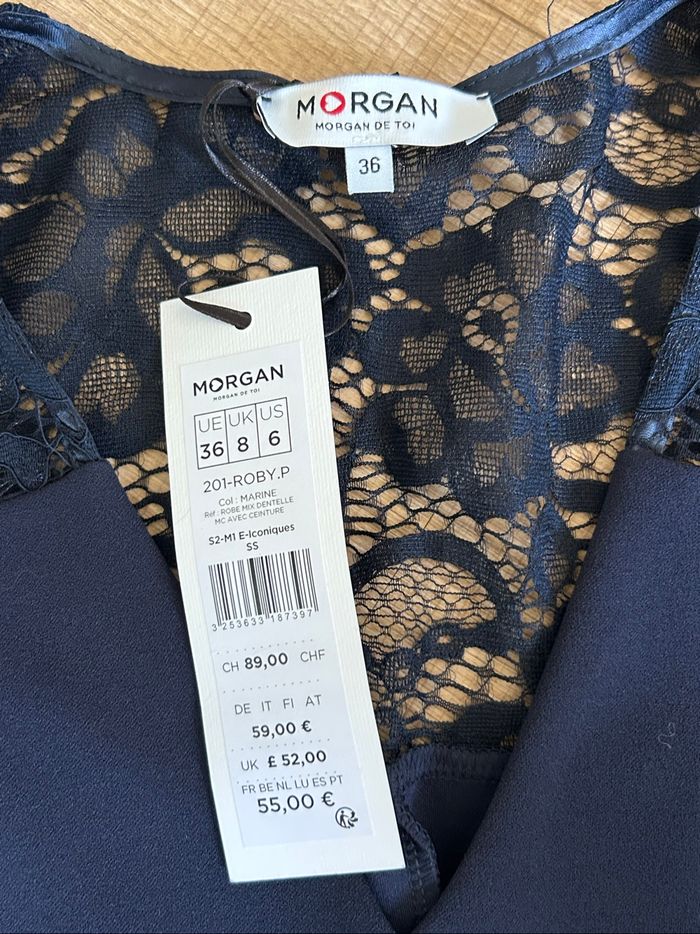 MORGAN
MORGAN DE TOI
36
MORGAN
MORGAN DE TOI
UE UK US
36 8 6
201-ROBY.P
Col : MARINE
Réf : ROBE MIX DENTELLE
MC AVEC CEINTURE
S2-M1 E-Iconiques
SS
3 253633 187397
CH 89,00 CHF
DE IT FI AT
59,00 €
UK £ 52,00
FR BE NL LU ES PT
55,00 €